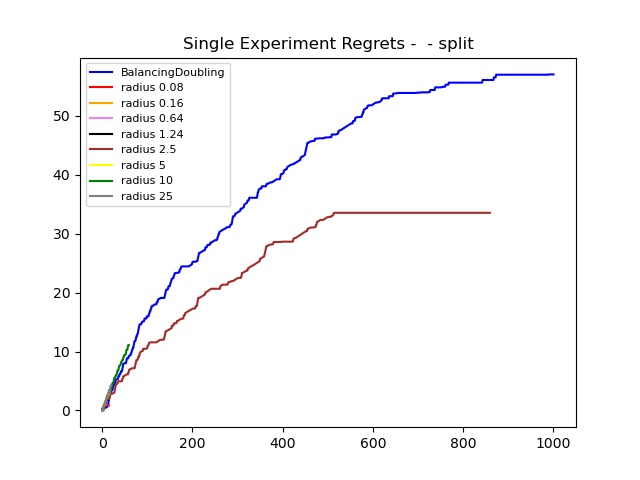 Single Experiment Regrets -  - split
BalancingDoubling
radius 0.08
radius 0.16
radius 0.64
radius 1.24
radius 2.5
radius 5
radius 10
radius 25
50
40
30
20
10
0
0 200 400 600 800 1000